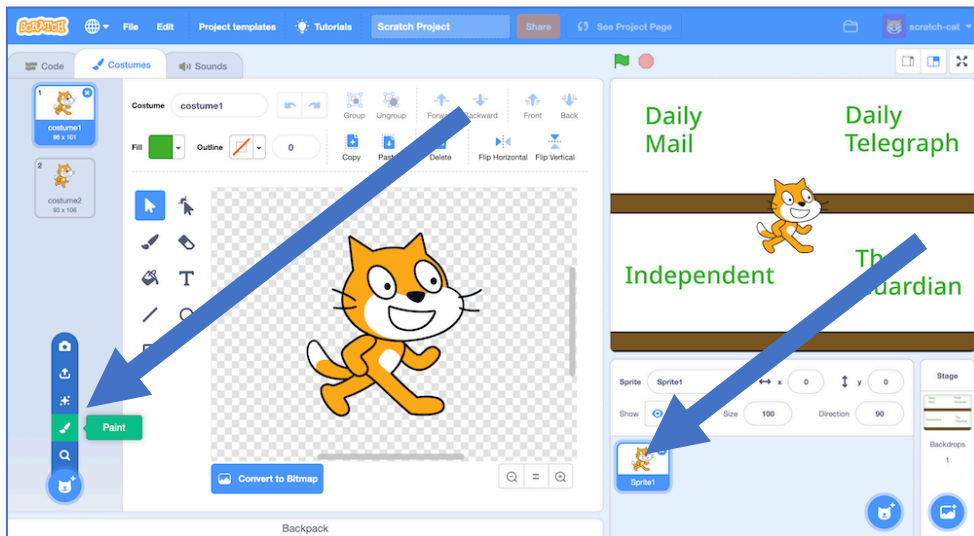 SCRATCH
File Edit Project templates Tutorials Scratch Project Share See Project Page scratch-cat
Code Costumes Sounds
1
costume1
96 x 101
2
costume2
93 x 106
Costume costume1
Group Ungroup Forward Backward Front Back
Fill Outline 0
Copy Paste Delete Flip Horizontal Flip Vertical
T
Paint
Convert to Bitmap
Backpack
Daily
Mail
Daily
Telegraph
Independent
The
Guardian
Sprite Sprite1 x 0 y 0
Show Size 100 Direction 90
Sprite1
Stage
Backdrops
1